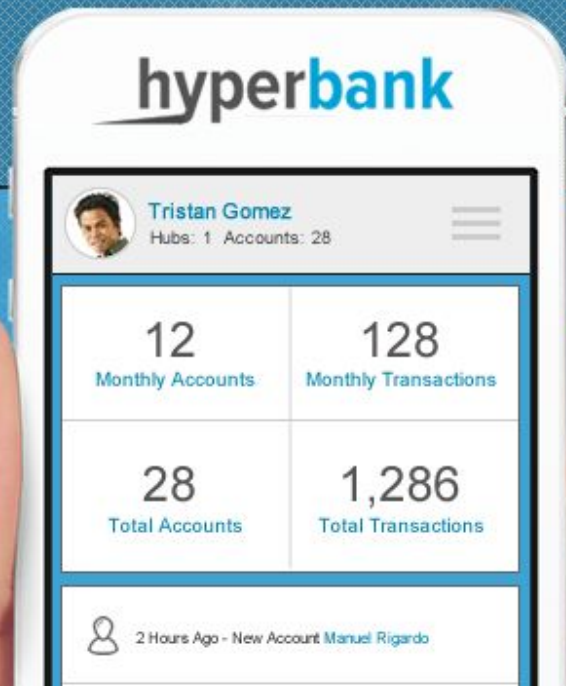 hyperbank
Tristan Gomez
Hubs: 1 Accounts: 28
12
Monthly Accounts
128
Monthly Transactions
28
Total Accounts
1,286
Total Transactions
2 Hours Ago - New Account Manuel Rigardo